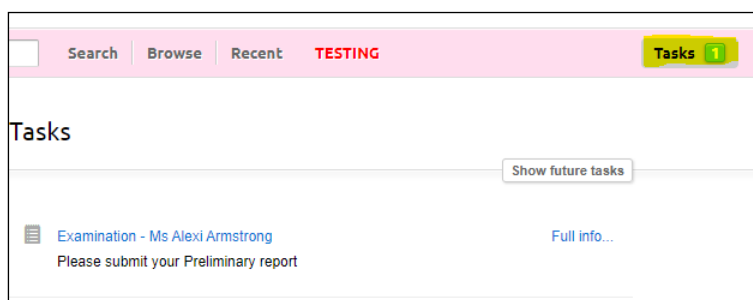 Search Browse Recent TESTING Tasks 1
Tasks
Show future tasks
Examination - Ms Alexi Armstrong Full info...
Please submit your Preliminary report